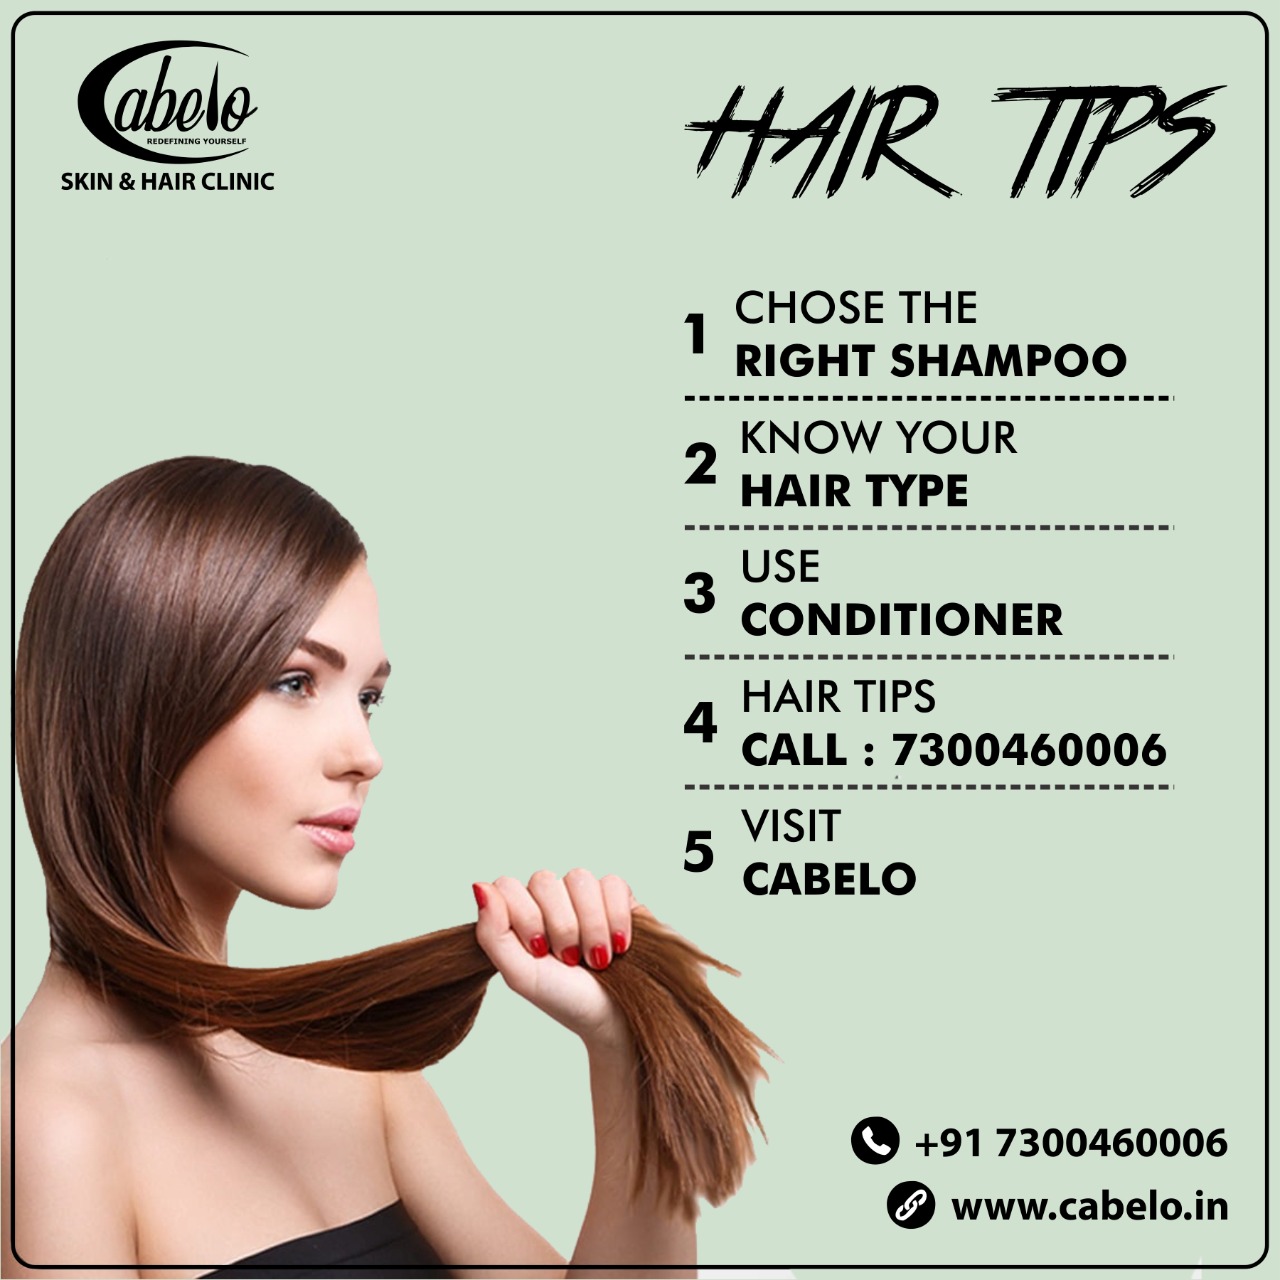 Cabelo
REDEFINING YOURSELF
SKIN & HAIR CLINIC
HAIR TIPS
1 CHOSE THE
RIGHT SHAMPOO
2 KNOW YOUR
HAIR TYPE
3 USE
CONDITIONER
4 HAIR TIPS
CALL : 7300460006
5 VISIT
CABELO
+91 7300460006
www.cabelo.in